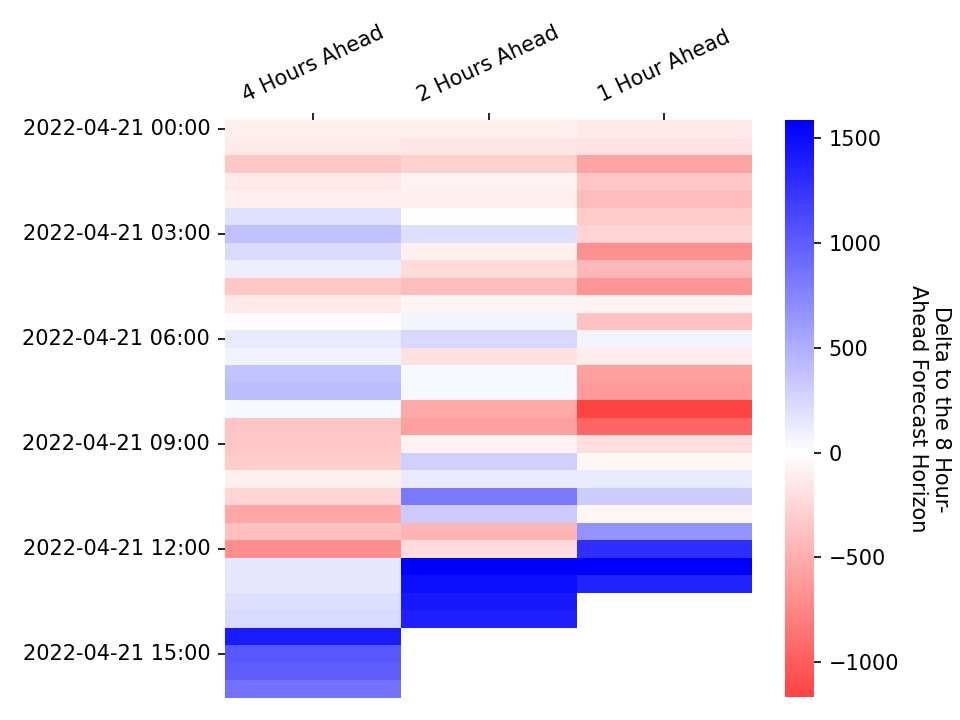 4 Hours Ahead
2 Hours Ahead
1 Hour Ahead
2022-04-21 00:00
2022-04-21 03:00
2022-04-21 06:00
2022-04-21 09:00
2022-04-21 12:00
2022-04-21 15:00
1500
1000
500
0
−500
−1000
Delta to the 8 Hour-
Ahead Forecast Horizon